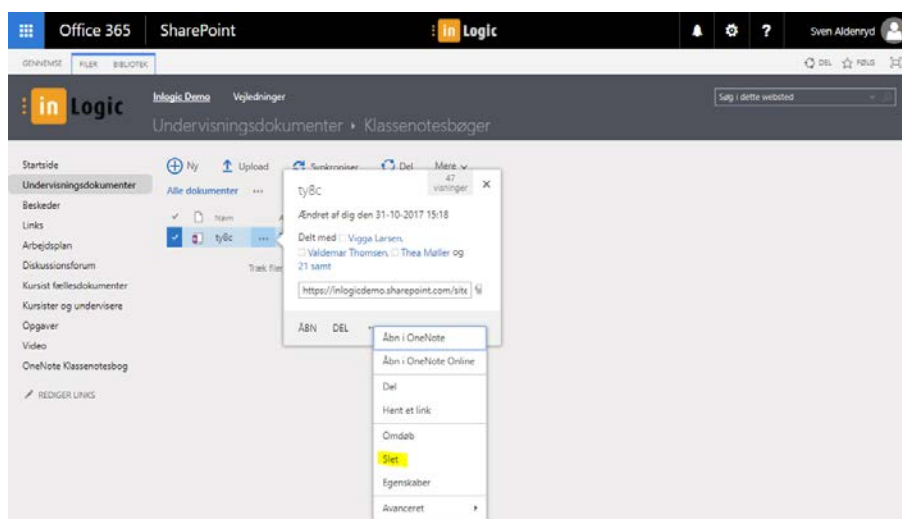 Office 365
SharePoint
in Logic
?
Sven Aldenryd
GENNEMSE FILER BIBLIOTEK
DEL FØLG
in Logic
Inlogic Demo Vejledninger
Søg i dette websted
Undervisningsdokumenter Klassenotesbøger
Startside
Undervisningsdokumenter
Beskeder
Links
Arbejdsplan
Diskussionsforum
Kursist fællesdokumenter
Kursister og undervisere
Opgaver
Video
OneNote Klassenotesbog
REDIGER LINKS
Ny Upload Synkroniser Del Mere
Alle dokumenter ...
Navn
ty8c ...
Træk filer
47
visninger
ty8c
Ændret af dig den 31-10-2017 15:18
Delt med Vigga Larsen,
Valdemar Thomsen, Thea Møller og
21 samt
https://inlogicdemo.sharepoint.com/site
ÅBN DEL
Åbn i OneNote
Åbn i OneNote Online
Del
Hent et link
Omdøb
Slet
Egenskaber
Avanceret